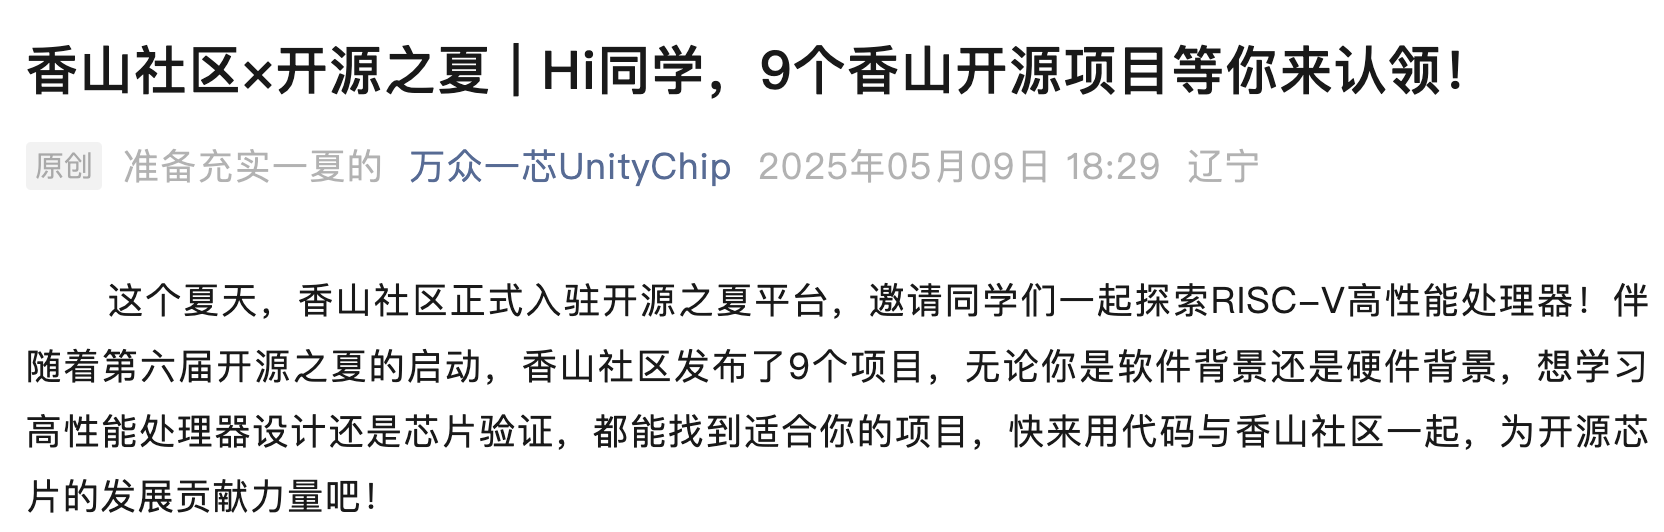 香山社区×开源之夏 | Hi同学，9个香山开源项目等你来认领！
原创 准备充实一夏的 万众一芯UnityChip 2025年05月09日 18:29 辽宁
这个夏天，香山社区正式入驻开源之夏平台，邀请同学们一起探索RISC-V高性能处理器！伴
随着第六届开源之夏的启动，香山社区发布了9个项目，无论你是软件背景还是硬件背景，想学习
高性能处理器设计还是芯片验证，都能找到适合你的项目，快来用代码与香山社区一起，为开源芯
片的发展贡献力量吧！